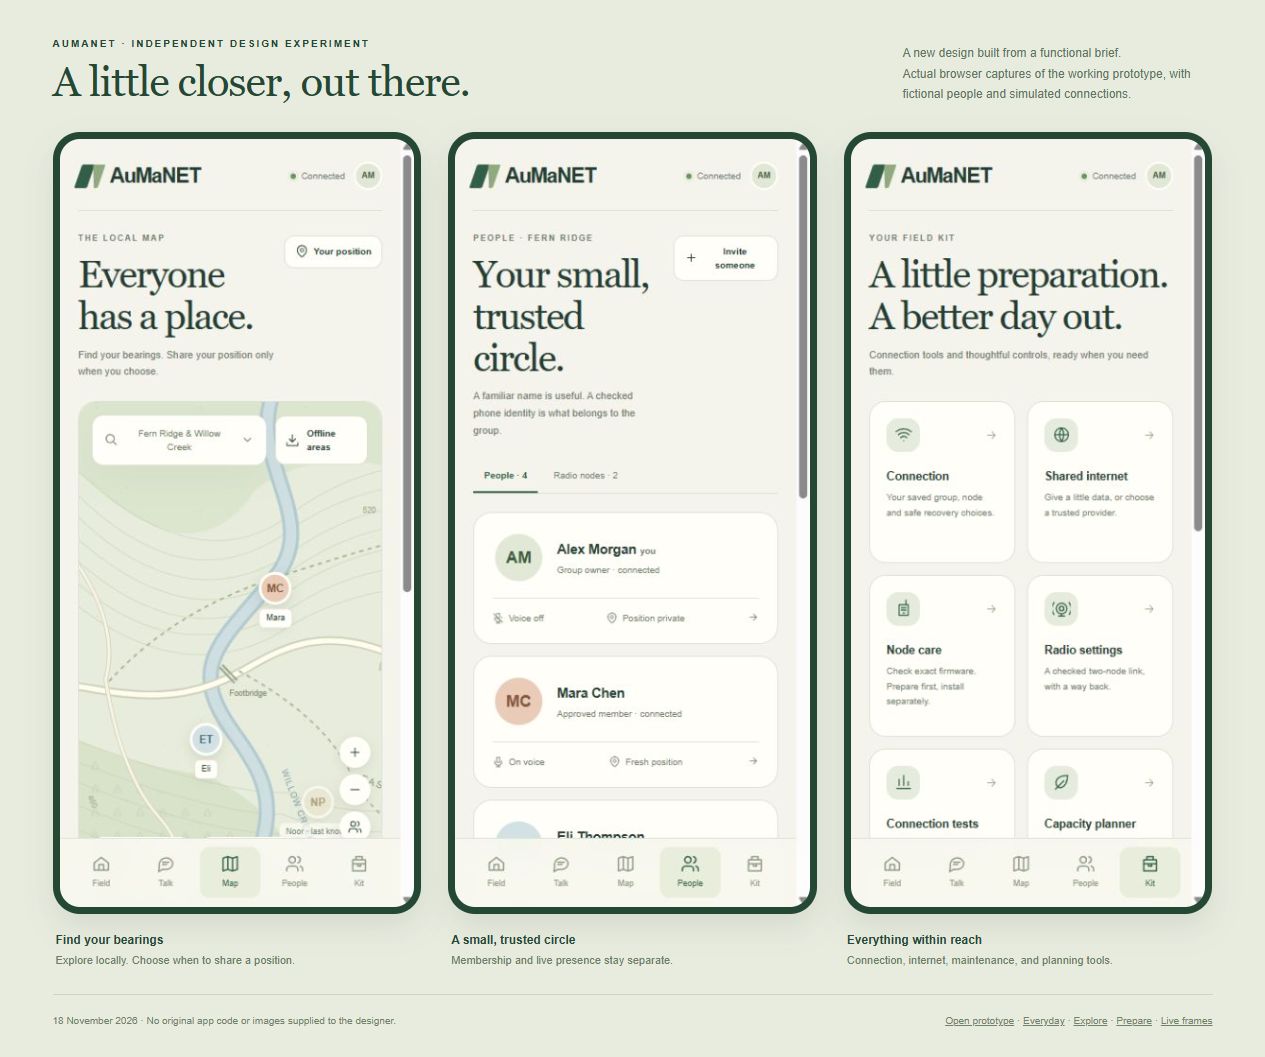 AUMANET · INDEPENDENT DESIGN EXPERIMENT
A little closer, out there.
A new design built from a functional brief.
Actual browser captures of the working prototype, with
fictional people and simulated connections.
AuMaNET
Connected
AM
THE LOCAL MAP
Your position
Everyone
has a place.
Find your bearings. Share your position only
when you choose.
Fern Ridge & Willow
Creek
Offline
areas
520
MC
Mara
Footbridge
ET
Eli
WILLOW CR
NP
Noor · last know
460
+
−
Field
Talk
Map
People
Kit
AuMaNET
Connected
AM
PEOPLE · FERN RIDGE
+ Invite
someone
Your small,
trusted
circle.
A familiar name is useful. A checked
phone identity is what belongs to the
group.
People · 4
Radio nodes · 2
AM
Alex Morgan you
Group owner · connected
Voice off
Position private
→
MC
Mara Chen
Approved member · connected
On voice
Fresh position
→
Eli Thompson
Field
Talk
Map
People
Kit
AuMaNET
Connected
AM
YOUR FIELD KIT
A little preparation.
A better day out.
Connection tools and thoughtful controls, ready when you need
them.
→
Connection
Your saved group, node
and safe recovery choices.
→
Shared internet
Give a little data, or choose
a trusted provider.
→
Node care
Check exact firmware.
Prepare first, install
separately.
→
Radio settings
A checked two-node link,
with a way back.
→
Connection tests
→
Capacity planner
Field
Talk
Map
People
Kit
Find your bearings
Explore locally. Choose when to share a position.
A small, trusted circle
Membership and live presence stay separate.
Everything within reach
Connection, internet, maintenance, and planning tools.
18 November 2026 · No original app code or images supplied to the designer.
Open prototype · Everyday · Explore · Prepare · Live frames